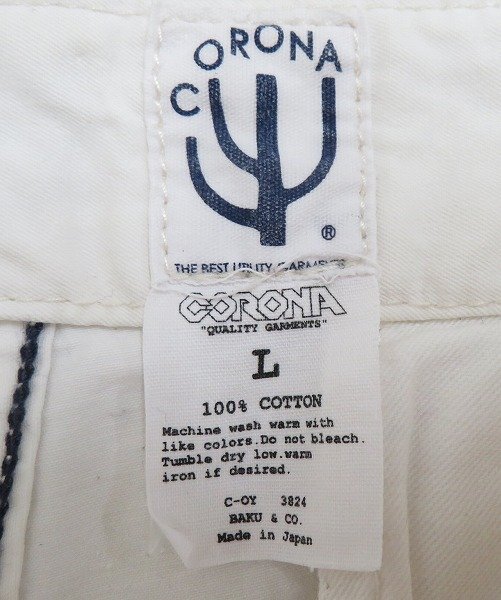 CORONA
®
THE BEST UTILITY GARMENTS
CORONA
"QUALITY GARMENTS"
L
100% COTTON
Machine wash warm with
like colors.Do not bleach.
Tumble dry low.warm
iron if desired.
C-OY 3824
BAKU & CO.
Made in Japan